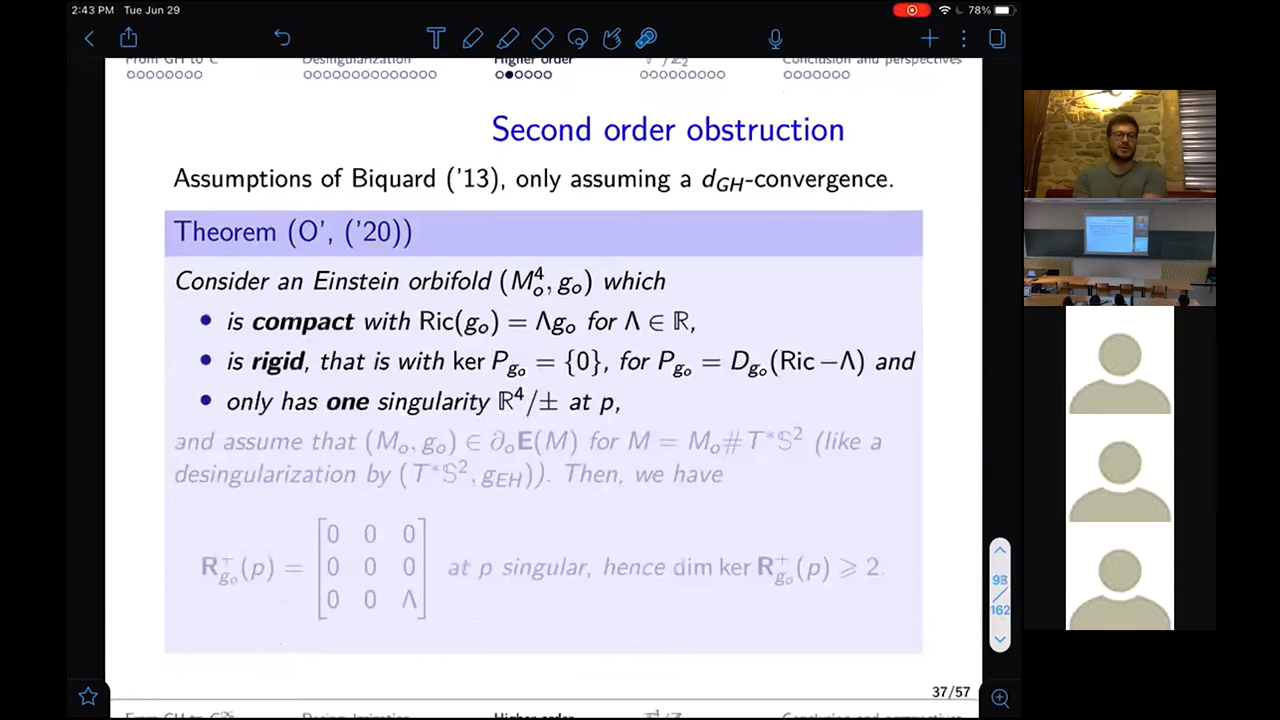 2:43 PM Tue Jun 29
78%
Desingularization
Higher order
Conclusion and perspectives
Second order obstruction
Assumptions of Biquard ('13), only assuming a d_GH-convergence.
Theorem (O', ('20))
Consider an Einstein orbifold (M_o^4, g_o) which
• is compact with Ric(g_o) = Λg_o for Λ ∈ ℝ,
• is rigid, that is with ker P_{g_o} = {0}, for P_{g_o} = D_{g_o}(Ric −Λ) and
• only has one singularity ℝ⁴/± at p,
and assume that (M_o, g_o) ∈ ∂_o E(M) for M = M_o#T*𝕊² (like a
desingularization by (T*𝕊², g_EH)). Then, we have
0 0 0
R⁺_{g_o}(p) = 0 0 0 at p singular, hence dim ker R⁺_{g_o}(p) ⩾ 2.
0 0 Λ
98
162
37/57